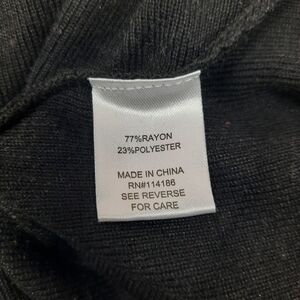 77%RAYON
23%POLYESTER
MADE IN CHINA
RN#114186
SEE REVERSE
FOR CARE